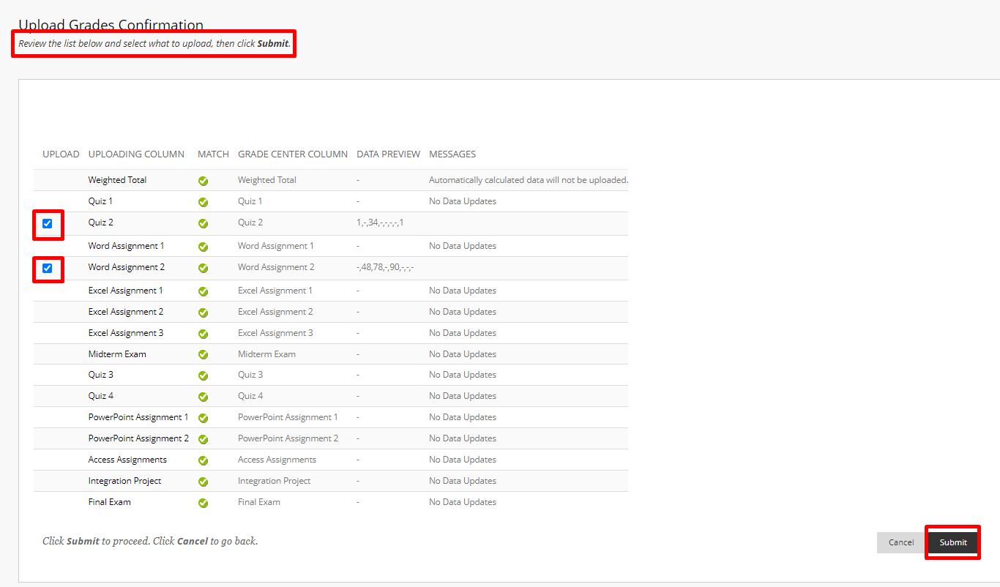 Upload Grades Confirmation
Review the list below and select what to upload, then click Submit.
UPLOAD UPLOADING COLUMN MATCH GRADE CENTER COLUMN DATA PREVIEW MESSAGES
Weighted Total Weighted Total - Automatically calculated data will not be uploaded.
Quiz 1 Quiz 1 - No Data Updates
Quiz 2 Quiz 2 1,-,34,-,-,-,-,1
Word Assignment 1 Word Assignment 1 - No Data Updates
Word Assignment 2 Word Assignment 2 -,48,78,-,90,-,-,-
Excel Assignment 1 Excel Assignment 1 - No Data Updates
Excel Assignment 2 Excel Assignment 2 - No Data Updates
Excel Assignment 3 Excel Assignment 3 - No Data Updates
Midterm Exam Midterm Exam - No Data Updates
Quiz 3 Quiz 3 - No Data Updates
Quiz 4 Quiz 4 - No Data Updates
PowerPoint Assignment 1 PowerPoint Assignment 1 - No Data Updates
PowerPoint Assignment 2 PowerPoint Assignment 2 - No Data Updates
Access Assignments Access Assignments - No Data Updates
Integration Project Integration Project - No Data Updates
Final Exam Final Exam - No Data Updates
Click Submit to proceed. Click Cancel to go back.
Cancel Submit